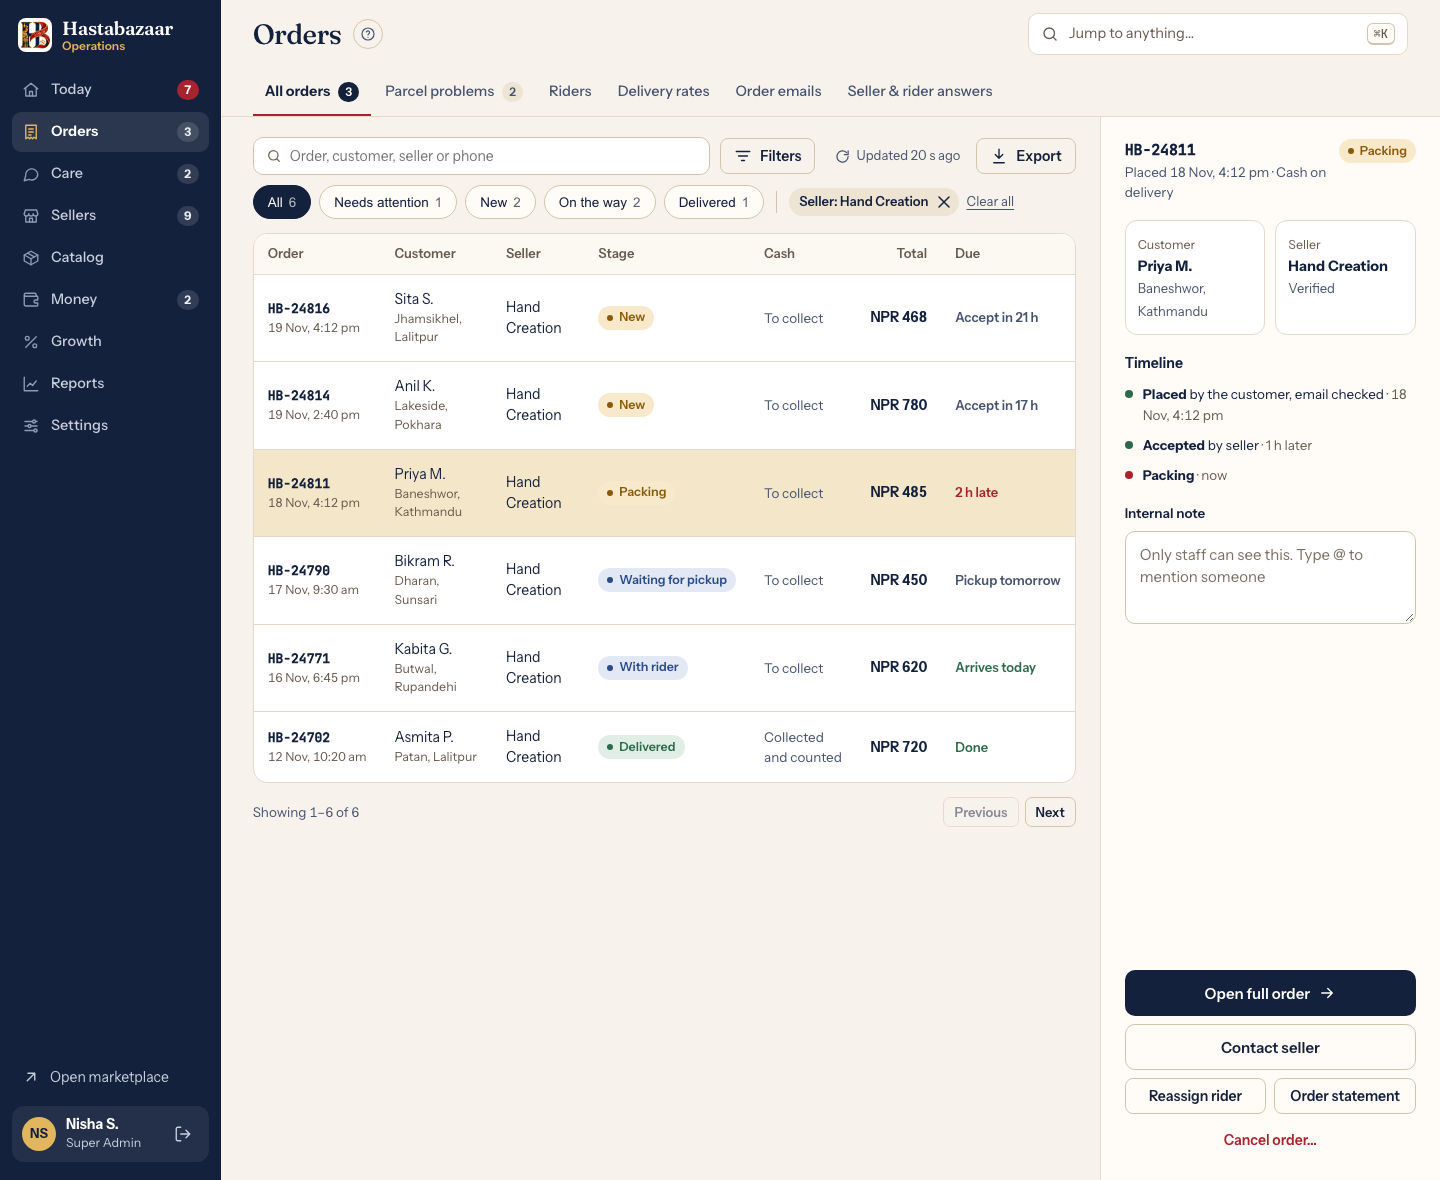 Hastabazaar
Operations
Today 7
Orders 3
Care 2
Sellers 9
Catalog
Money 2
Growth
Reports
Settings
Open marketplace
NS
Nisha S.
Super Admin
Orders
Jump to anything...
⌘K
All orders 3
Parcel problems 2
Riders
Delivery rates
Order emails
Seller & rider answers
Order, customer, seller or phone
Filters
Updated 20 s ago
Export
All 6
Needs attention 1
New 2
On the way 2
Delivered 1
Seller: Hand Creation
Clear all
Order Customer Seller Stage Cash Total Due
HB-24816
19 Nov, 4:12 pm
Sita S.
Jhamsikhel,
Lalitpur
Hand
Creation
New
To collect
NPR 468
Accept in 21 h
HB-24814
19 Nov, 2:40 pm
Anil K.
Lakeside,
Pokhara
Hand
Creation
New
To collect
NPR 780
Accept in 17 h
HB-24811
18 Nov, 4:12 pm
Priya M.
Baneshwor,
Kathmandu
Hand
Creation
Packing
To collect
NPR 485
2 h late
HB-24790
17 Nov, 9:30 am
Bikram R.
Dharan,
Sunsari
Hand
Creation
Waiting for pickup
To collect
NPR 450
Pickup tomorrow
HB-24771
16 Nov, 6:45 pm
Kabita G.
Butwal,
Rupandehi
Hand
Creation
With rider
To collect
NPR 620
Arrives today
HB-24702
12 Nov, 10:20 am
Asmita P.
Patan, Lalitpur
Hand
Creation
Delivered
Collected
and counted
NPR 720
Done
Showing 1–6 of 6
Previous
Next
HB-24811
Packing
Placed 18 Nov, 4:12 pm · Cash on
delivery
Customer
Priya M.
Baneshwor,
Kathmandu
Seller
Hand Creation
Verified
Timeline
Placed by the customer, email checked · 18
Nov, 4:12 pm
Accepted by seller · 1 h later
Packing · now
Internal note
Only staff can see this. Type @ to
mention someone
Open full order
Contact seller
Reassign rider
Order statement
Cancel order...